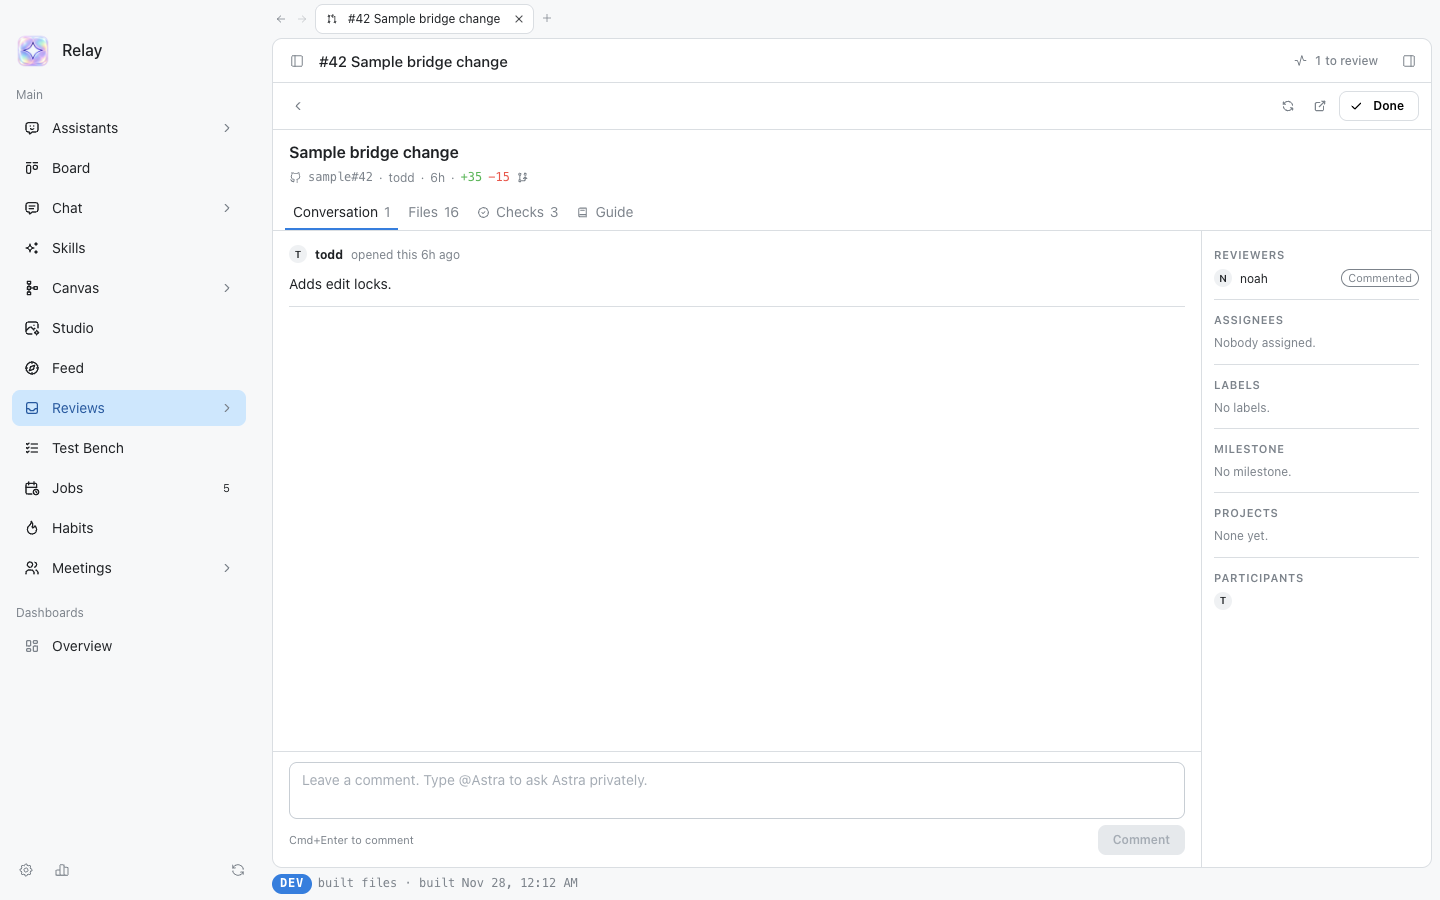 #42 Sample bridge change
Relay
#42 Sample bridge change
1 to review
Main
Assistants
Board
Chat
Skills
Canvas
Studio
Feed
Reviews
Test Bench
Jobs 5
Habits
Meetings
Dashboards
Overview
Done
Sample bridge change
sample#42 · todd · 6h · +35 −15
Conversation 1 Files 16 Checks 3 Guide
T todd opened this 6h ago
Adds edit locks.
Leave a comment. Type @Astra to ask Astra privately.
Cmd+Enter to comment
Comment
REVIEWERS
N noah Commented
ASSIGNEES
Nobody assigned.
LABELS
No labels.
MILESTONE
No milestone.
PROJECTS
None yet.
PARTICIPANTS
T
DEV built files · built Nov 28, 12:12 AM